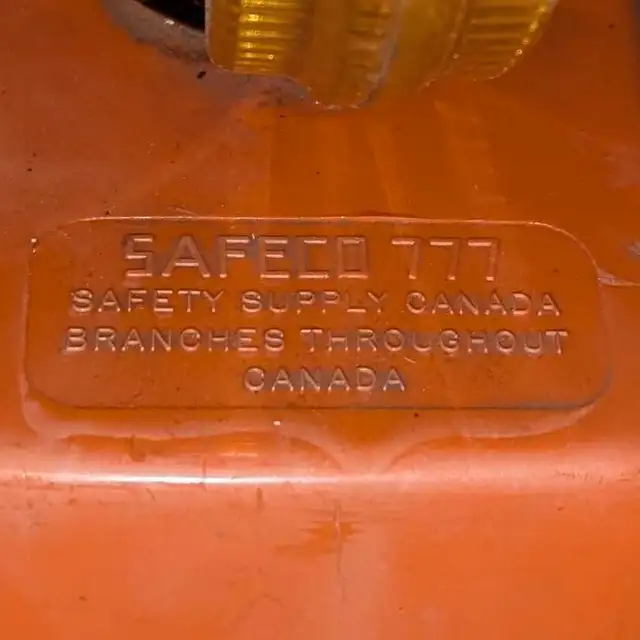 SAFECO 777
SAFETY SUPPLY CANADA
BRANCHES THROUGHOUT
CANADA